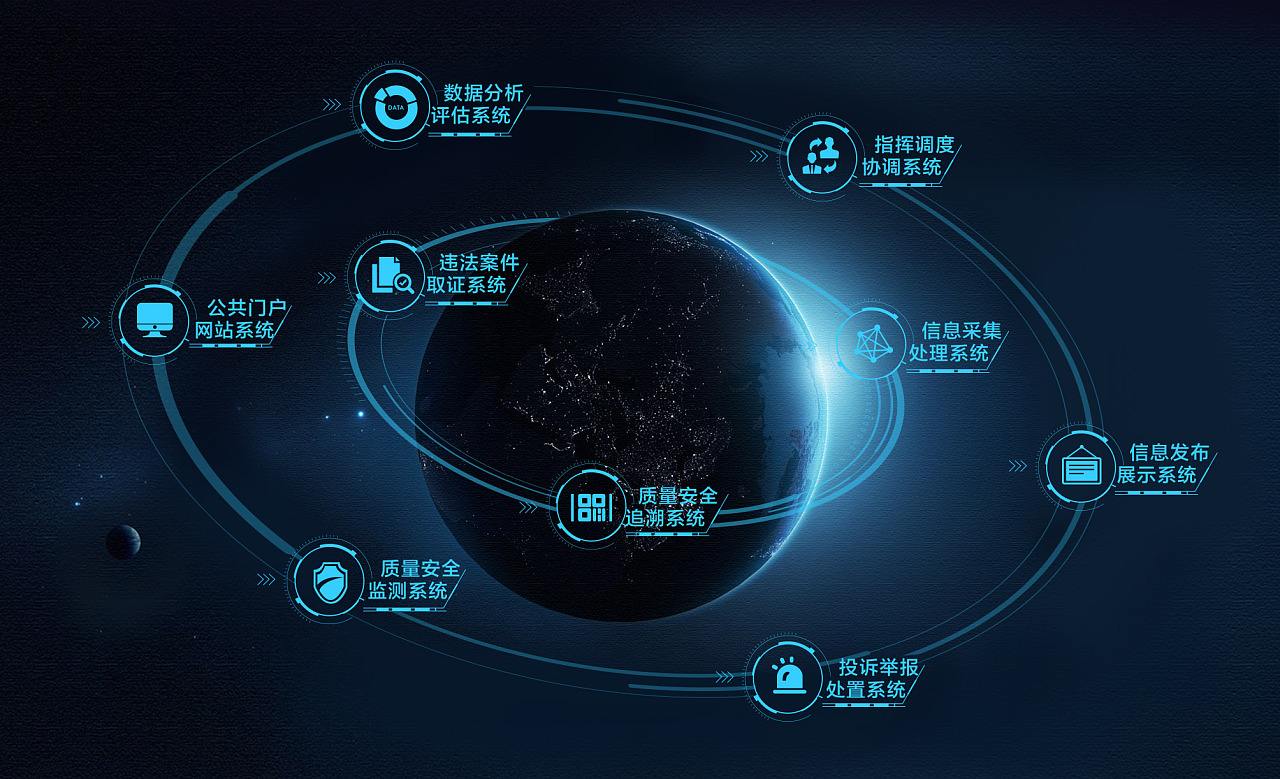 数据分析
评估系统
DATA
指挥调度
协调系统
违法案件
取证系统
公共门户
网站系统
信息采集
处理系统
信息发布
展示系统
质量安全
追溯系统
质量安全
监测系统
投诉举报
处置系统